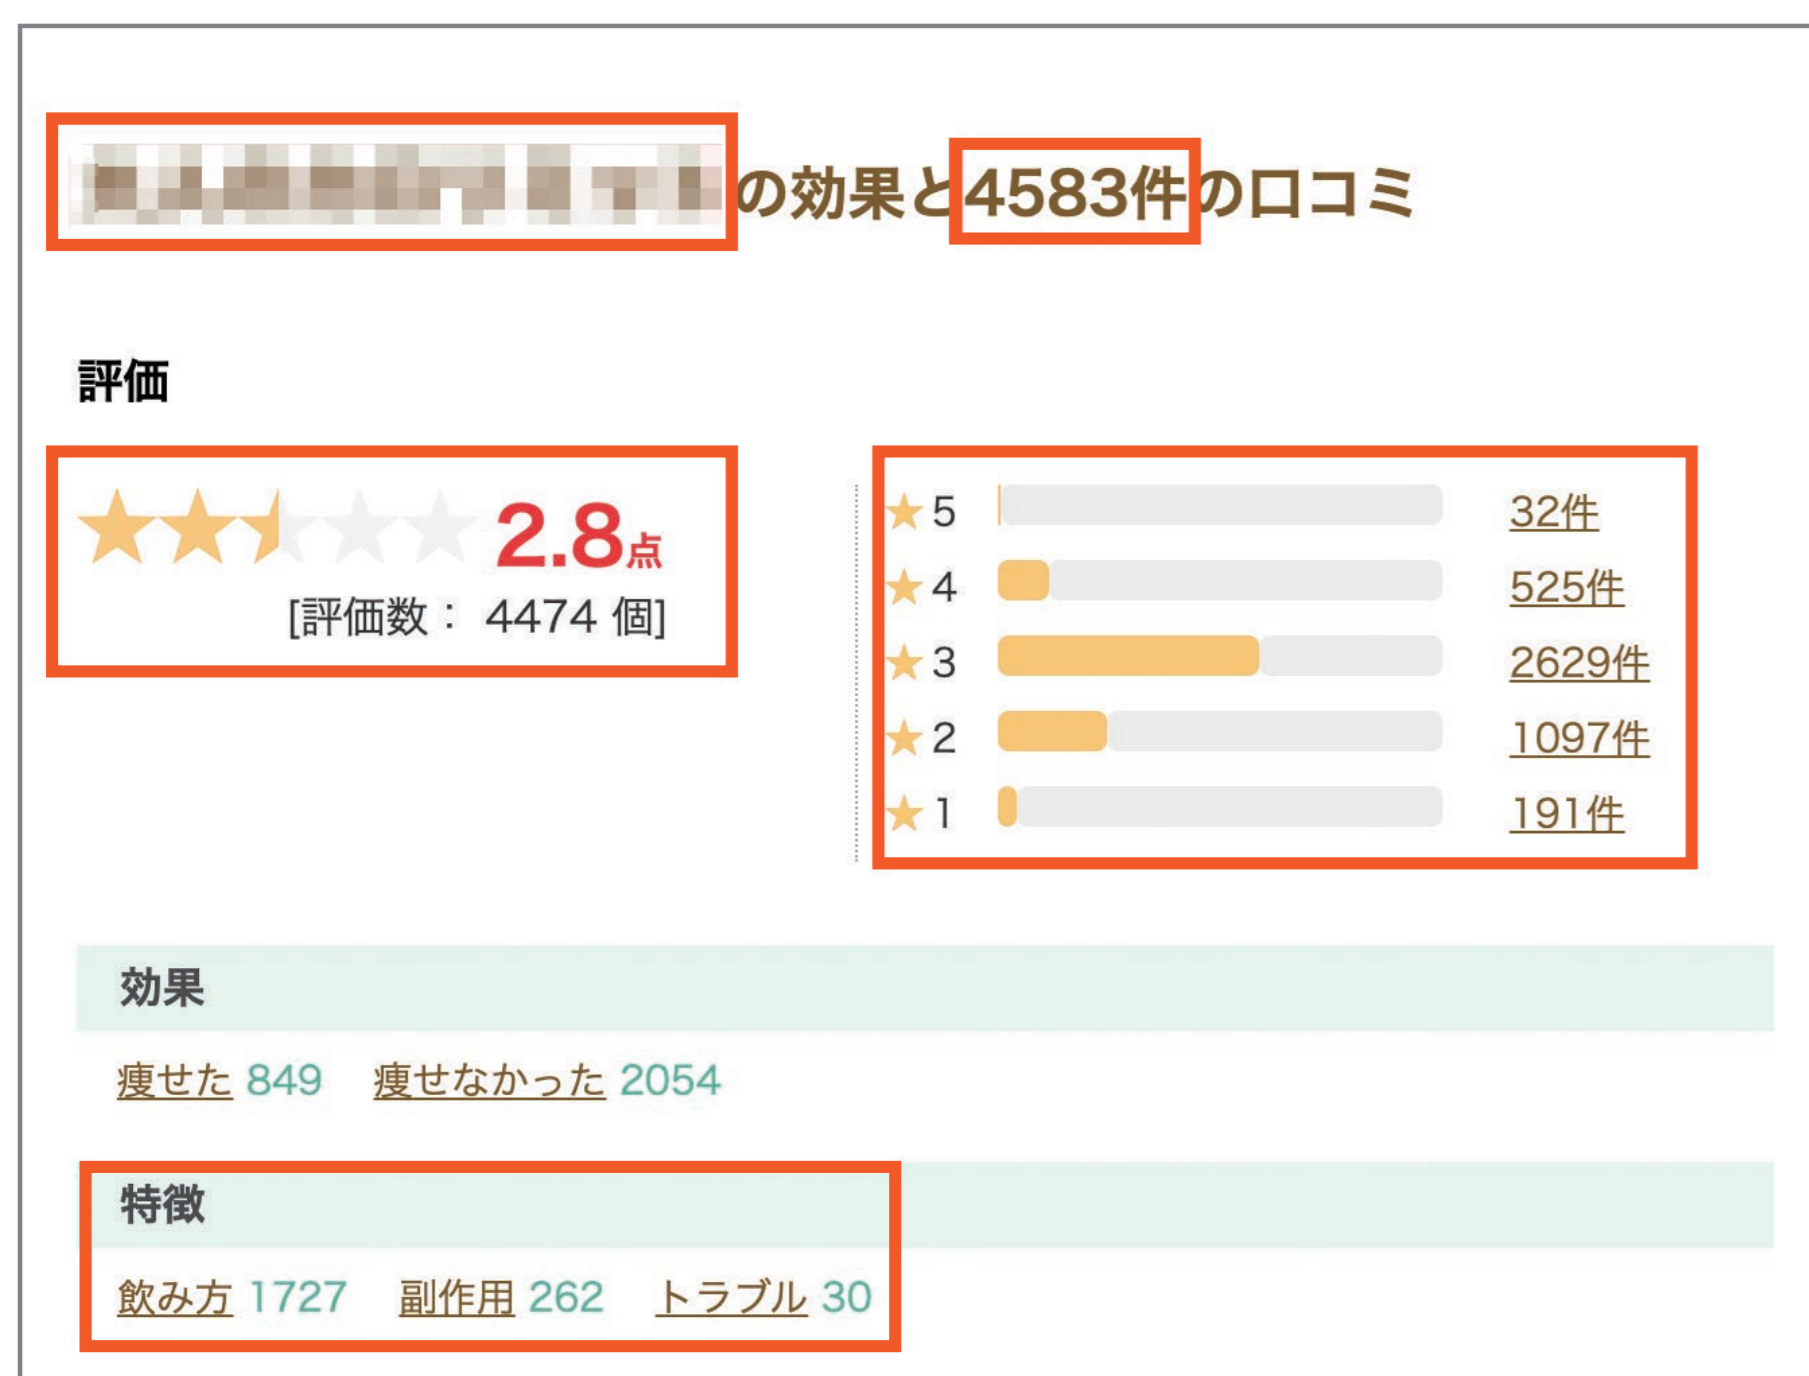 の効果と4583件の口コミ
評価
2.8点
[評価数： 4474 個]
★5 32件
★4 525件
★3 2629件
★2 1097件
★1 191件
効果
痩せた 849 痩せなかった 2054
特徴
飲み方 1727 副作用 262 トラブル 30